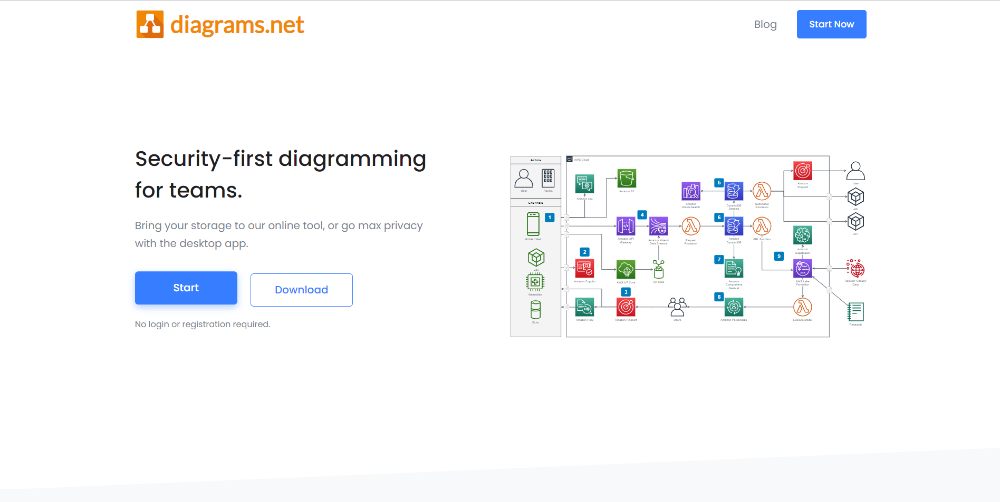 diagrams.net
Blog
Start Now
Security-first diagramming
for teams.
Bring your storage to our online tool, or go max privacy
with the desktop app.
Start
Download
No login or registration required.
Actors
User
Payers
Channels
1
Mobile / Web
API
Wearables
Echo
AWS Cloud
Amazon Lex
Amazon S3
2
Amazon Cognito
Amazon Polly
4
Amazon API
Gateway
Amazon Kinesis
Data Streams
AWS IoT Core
IoT Rule
3
Amazon Pinpoint
Users
Amazon
ElasticSearch
Request
Processor
5
DynamoDB
Streams
Subscriber
Processor
6
Amazon
DynamoDB
ERL Function
7
Amazon
Comprehend
Medical
8
Amazon Personalize
9
Amazon
Pinpoint
Amazon
SageMaker
AWS Lake
Formation
Execute Model
User
API
API
Related "Casual"
Data
Research